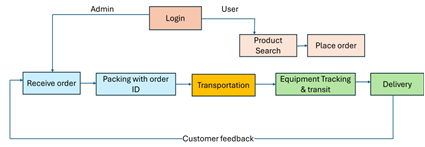 Admin
User
Login
Product
Search
Place order
Receive order
Packing with order
ID
Transportation
Equipment Tracking
& transit
Delivery
Customer feedback